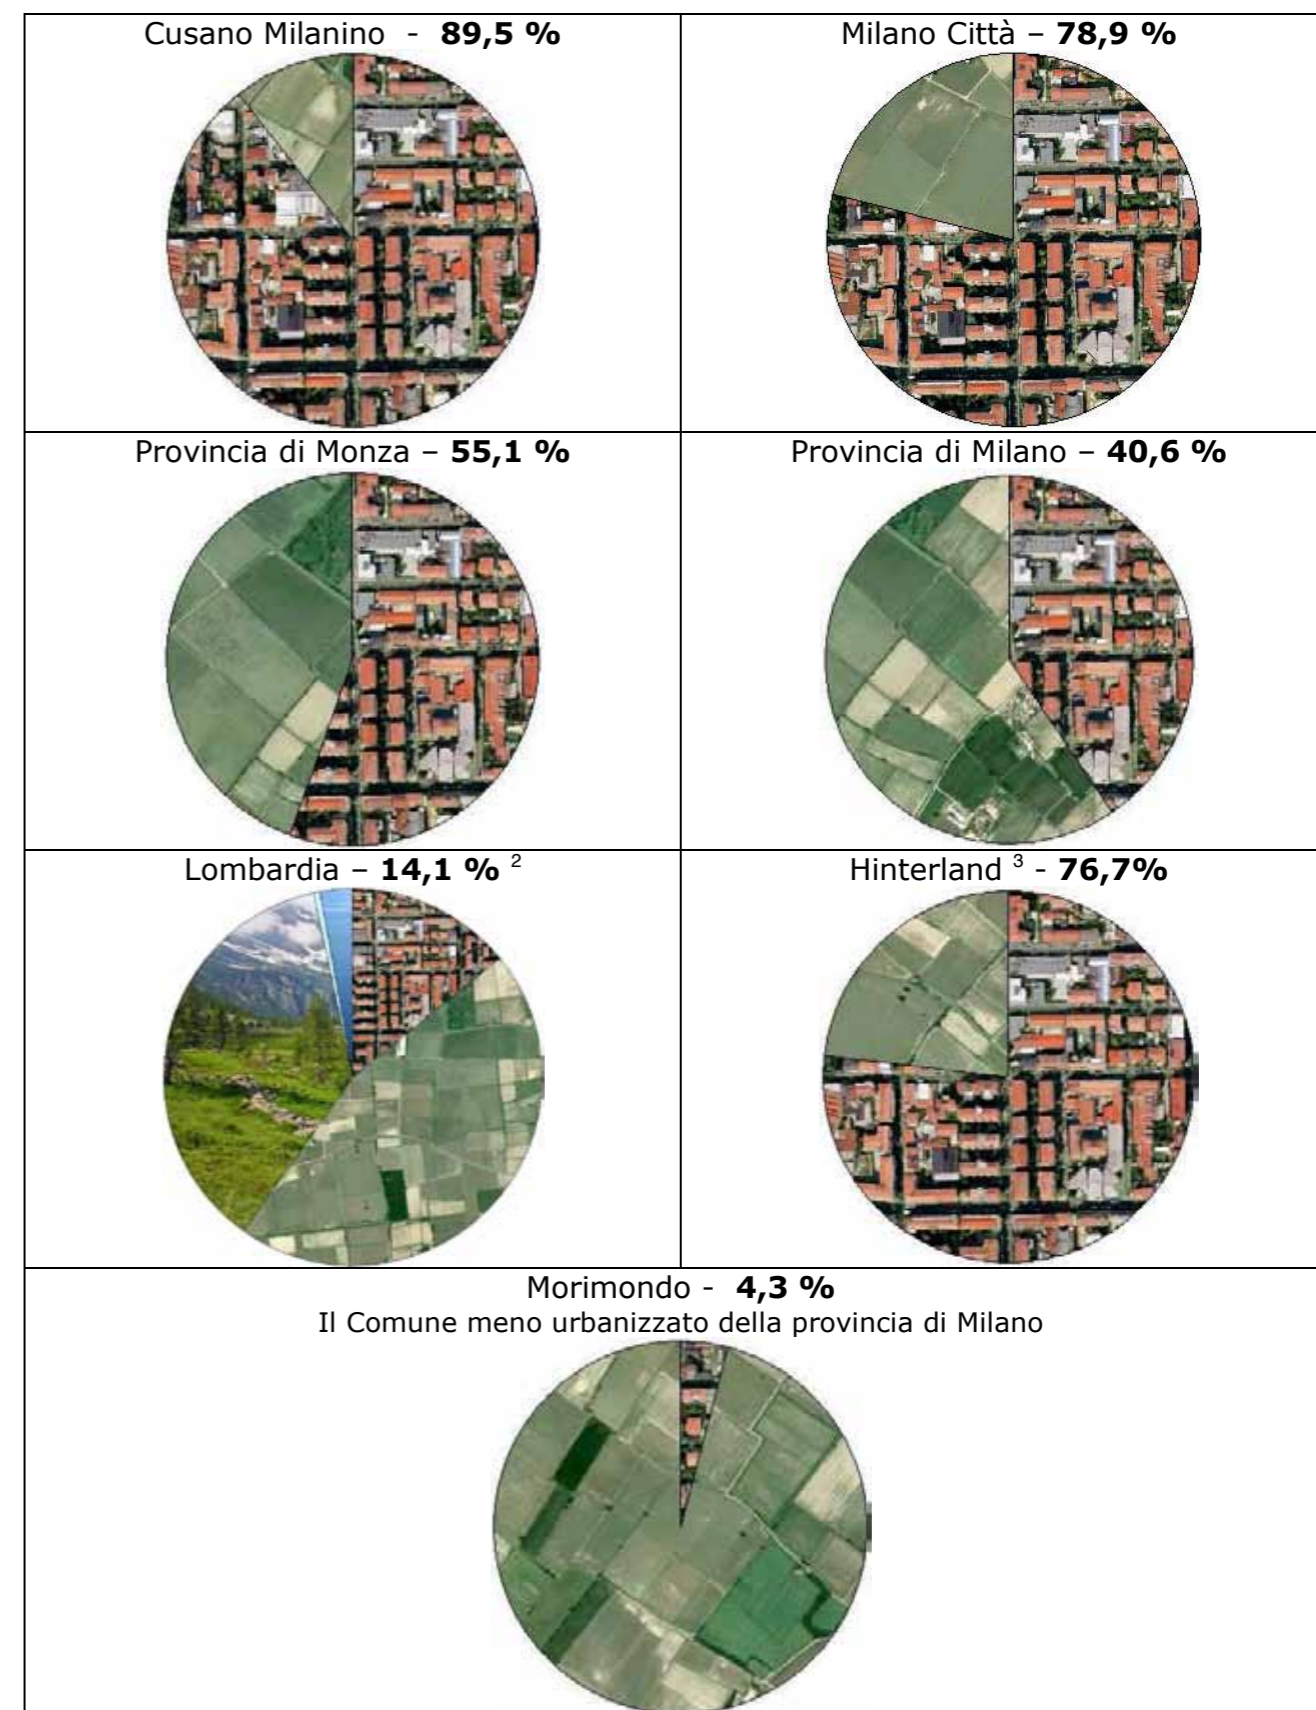 Cusano Milanino - 89,5 %
Milano Città – 78,9 %
Provincia di Monza – 55,1 %
Provincia di Milano – 40,6 %
Lombardia – 14,1 % ²
Hinterland ³ - 76,7%
Morimondo - 4,3 %
Il Comune meno urbanizzato della provincia di Milano